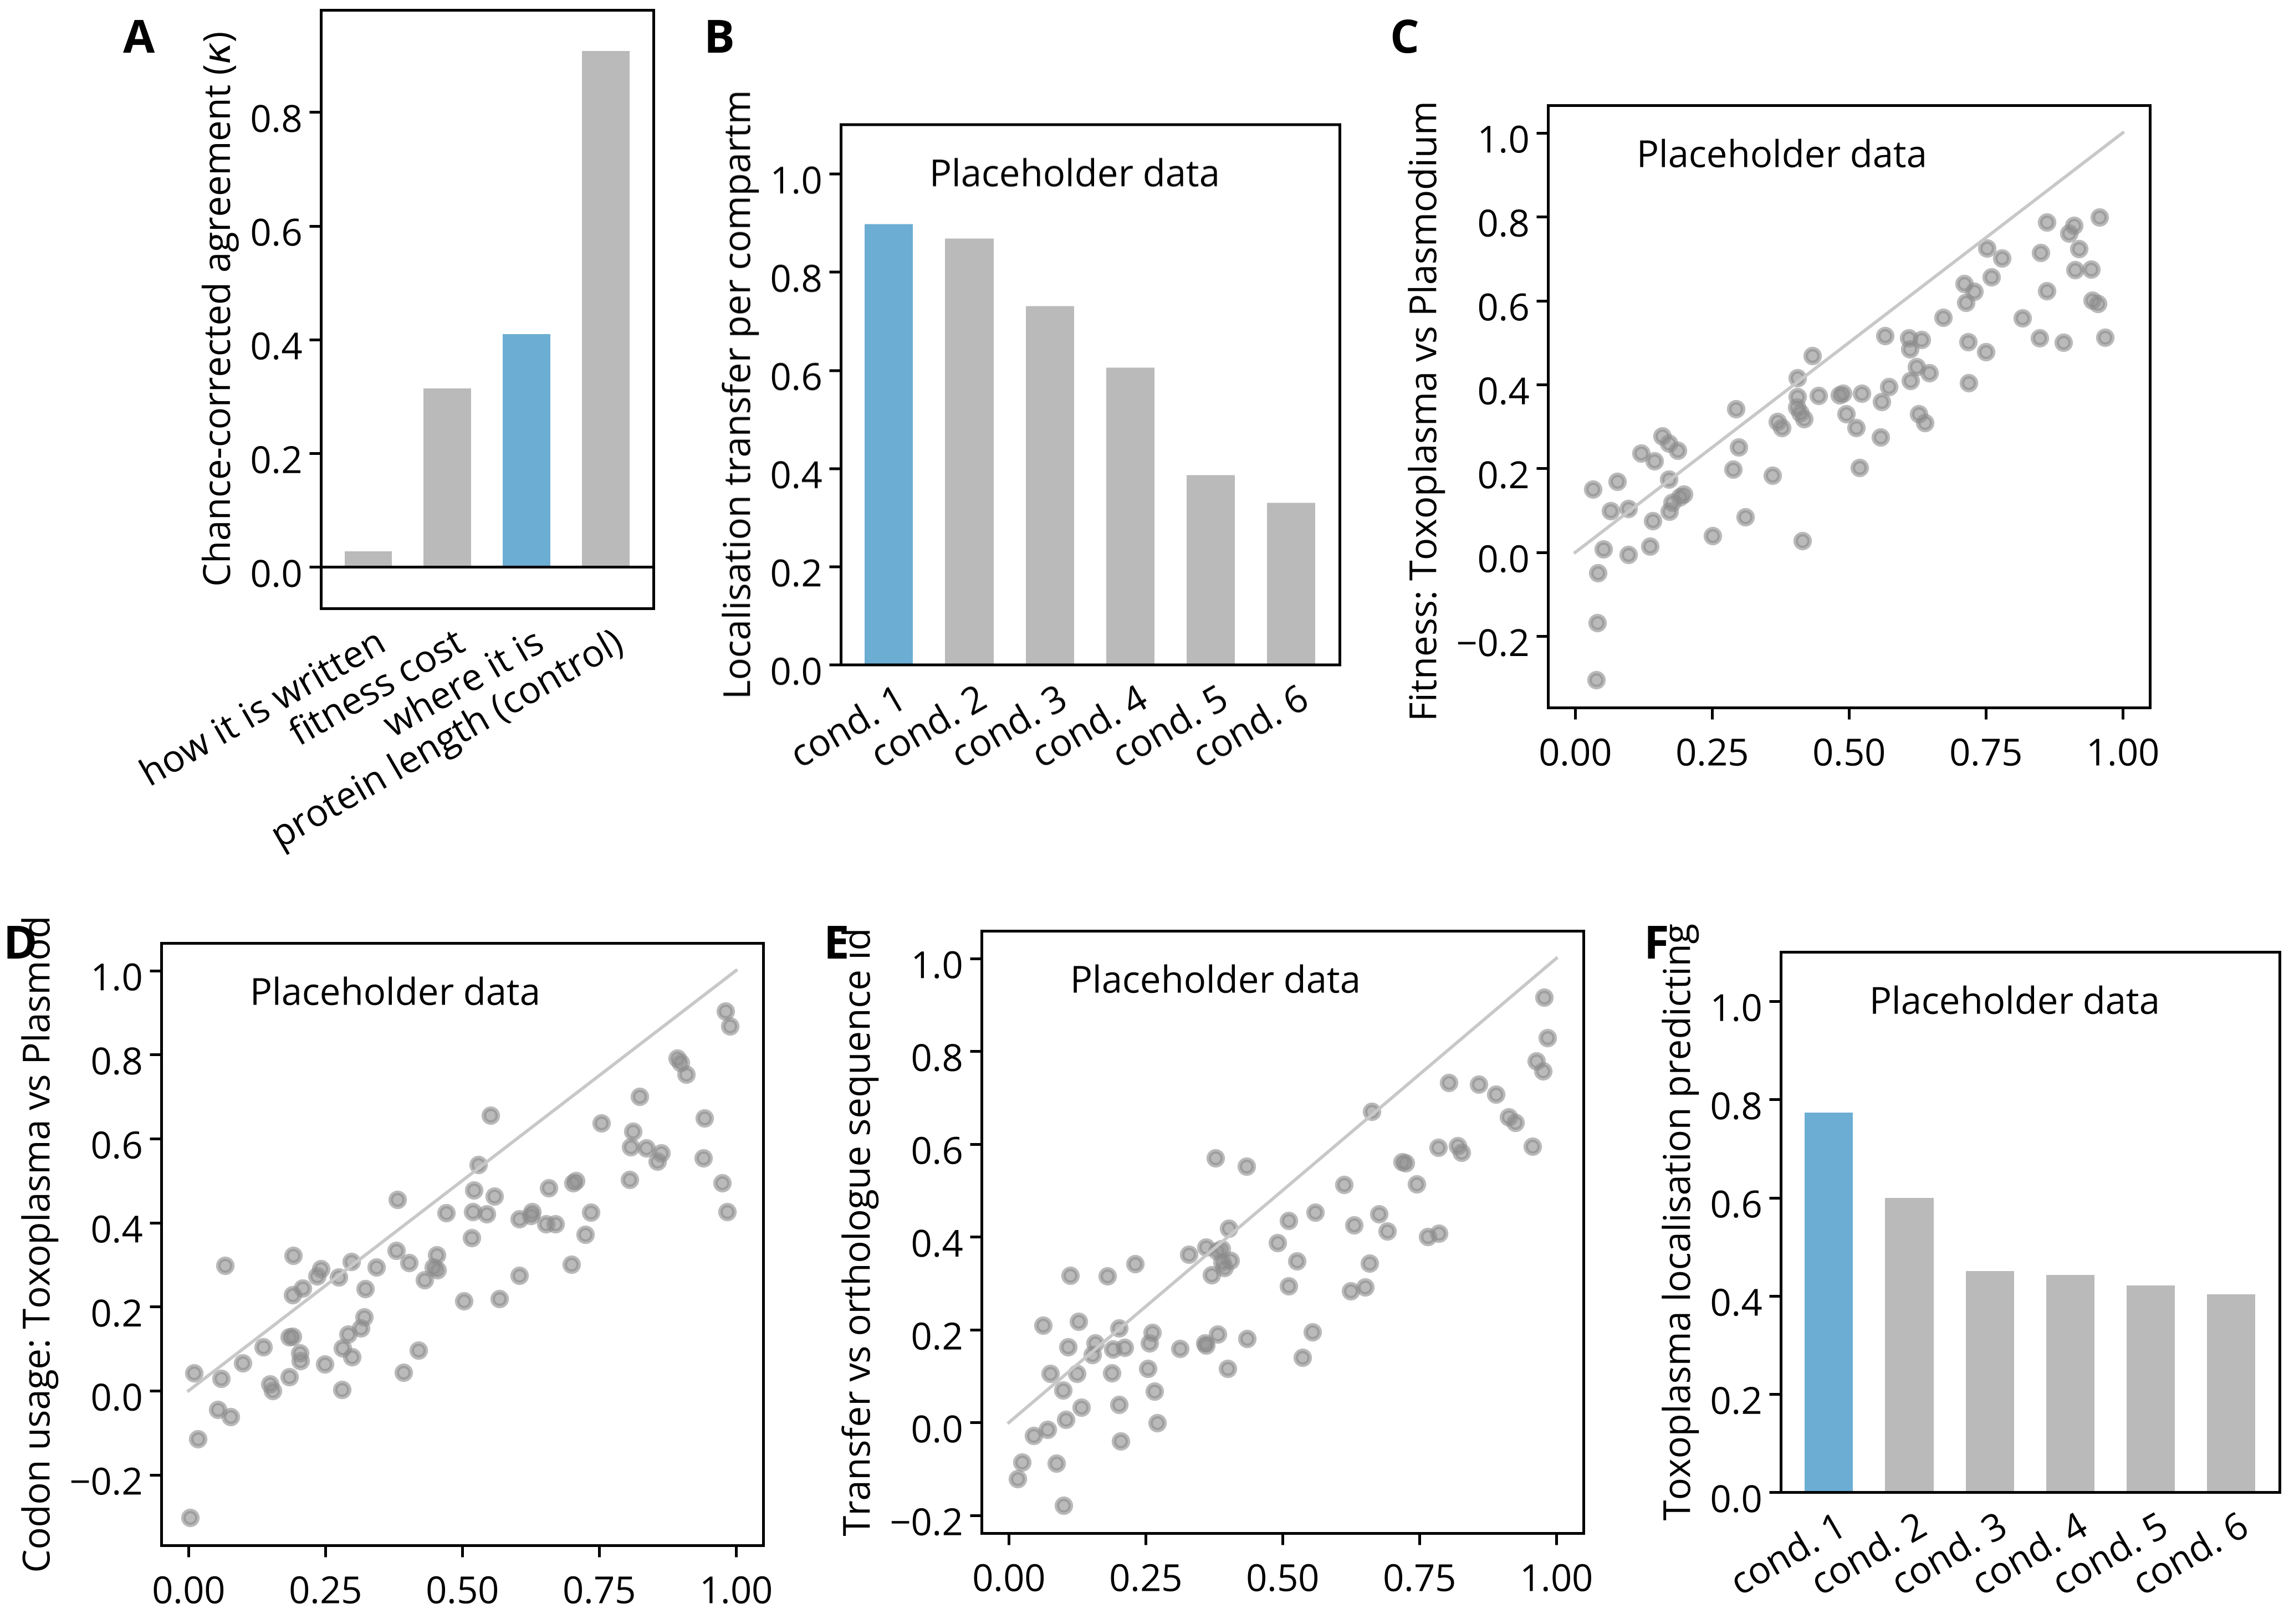 A
Chance-corrected agreement (κ)
0.8
0.6
0.4
0.2
0.0
how it is written
fitness cost
where it is
protein length (control)
B
Localisation transfer per compartm
Placeholder data
1.0
0.8
0.6
0.4
0.2
0.0
cond. 1
cond. 2
cond. 3
cond. 4
cond. 5
cond. 6
C
Fitness: Toxoplasma vs Plasmodium
Placeholder data
1.0
0.8
0.6
0.4
0.2
0.0
−0.2
0.00
0.25
0.50
0.75
1.00
D
Codon usage: Toxoplasma vs Plasmod
Placeholder data
1.0
0.8
0.6
0.4
0.2
0.0
−0.2
0.00
0.25
0.50
0.75
1.00
E
Transfer vs orthologue sequence id
Placeholder data
1.0
0.8
0.6
0.4
0.2
0.0
−0.2
0.00
0.25
0.50
0.75
1.00
F
Toxoplasma localisation predicting
Placeholder data
1.0
0.8
0.6
0.4
0.2
0.0
cond. 1
cond. 2
cond. 3
cond. 4
cond. 5
cond. 6